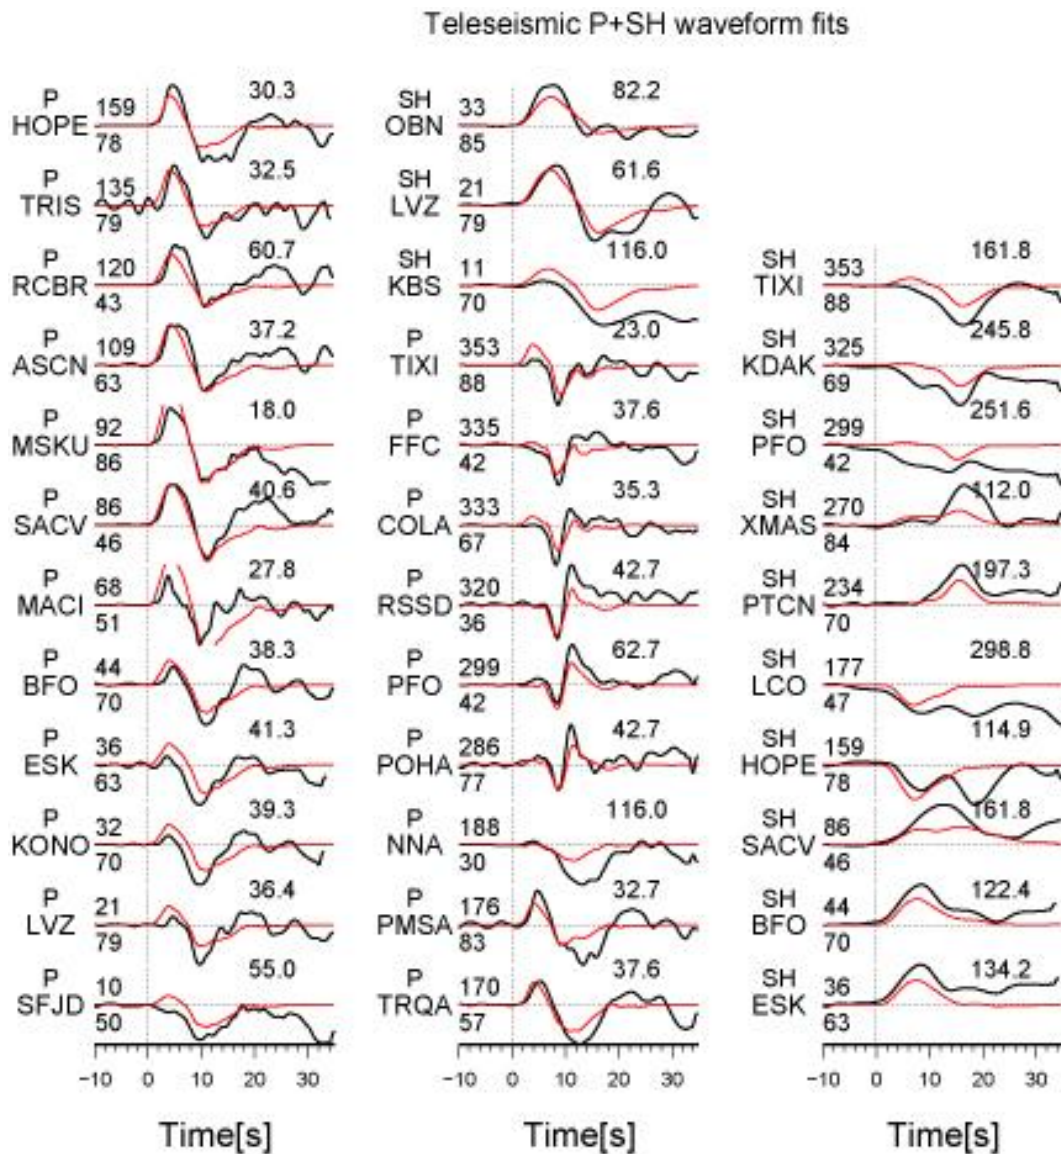 Teleseismic P+SH waveform fits
P
HOPE 159 78 30.3
P
TRIS 135 79 32.5
P
RCBR 120 43 60.7
P
ASCN 109 63 37.2
P
MSKU 92 86 18.0
P
SACV 86 46 40.6
P
MACI 68 51 27.8
P
BFO 44 70 38.3
P
ESK 36 63 41.3
P
KONO 32 70 39.3
P
LVZ 21 79 36.4
P
SFJD 10 50 55.0
−10 0 10 20 30
Time[s]
SH
OBN 33 85 82.2
SH
LVZ 21 79 61.6
SH
KBS 11 70 116.0
P
TIXI 353 88 23.0
P
FFC 335 42 37.6
P
COLA 333 67 35.3
P
RSSD 320 36 42.7
P
PFO 299 42 62.7
P
POHA 286 77 42.7
P
NNA 188 30 116.0
P
PMSA 176 83 32.7
P
TRQA 170 57 37.6
−10 0 10 20 30
Time[s]
SH
TIXI 353 88 161.8
SH
KDAK 325 69 245.8
SH
PFO 299 42 251.6
SH
XMAS 270 84 112.0
SH
PTCN 234 70 197.3
SH
LCO 177 47 298.8
SH
HOPE 159 78 114.9
SH
SACV 86 46 161.8
SH
BFO 44 70 122.4
SH
ESK 36 63 134.2
−10 0 10 20 30
Time[s]